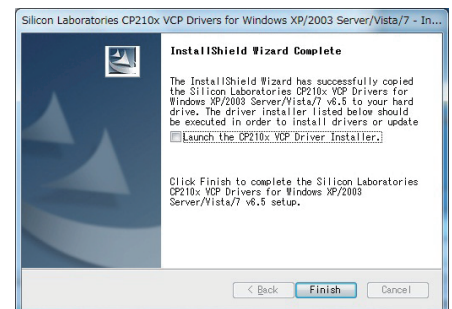 Silicon Laboratories CP210x VCP Drivers for Windows XP/2003 Server/Vista/7 - In...
InstallShield Wizard Complete
The InstallShield Wizard has successfully copied
the Silicon Laboratories CP210x VCP Drivers for
Windows XP/2003 Server/Vista/7 v6.5 to your hard
drive. The driver installer listed below should
be executed in order to install drivers or update
Launch the CP210x VCP Driver Installer.
Click Finish to complete the Silicon Laboratories
CP210x VCP Drivers for Windows XP/2003
Server/Vista/7 v6.5 setup.
< Back Finish Cancel